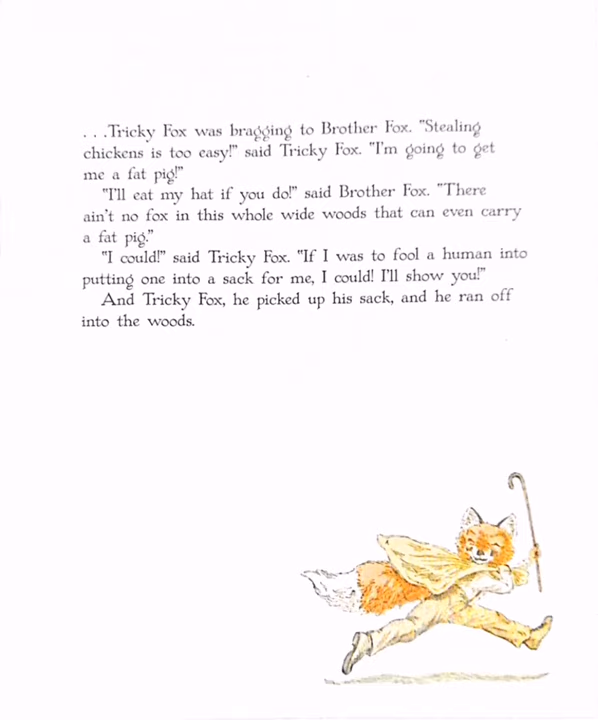 . . .Tricky Fox was bragging to Brother Fox. "Stealing
chickens is too easy!" said Tricky Fox. "I'm going to get
me a fat pig!"
"I'll eat my hat if you do!" said Brother Fox. "There
ain't no fox in this whole wide woods that can even carry
a fat pig."
"I could!" said Tricky Fox. "If I was to fool a human into
putting one into a sack for me, I could! I'll show you!"
And Tricky Fox, he picked up his sack, and he ran off
into the woods.